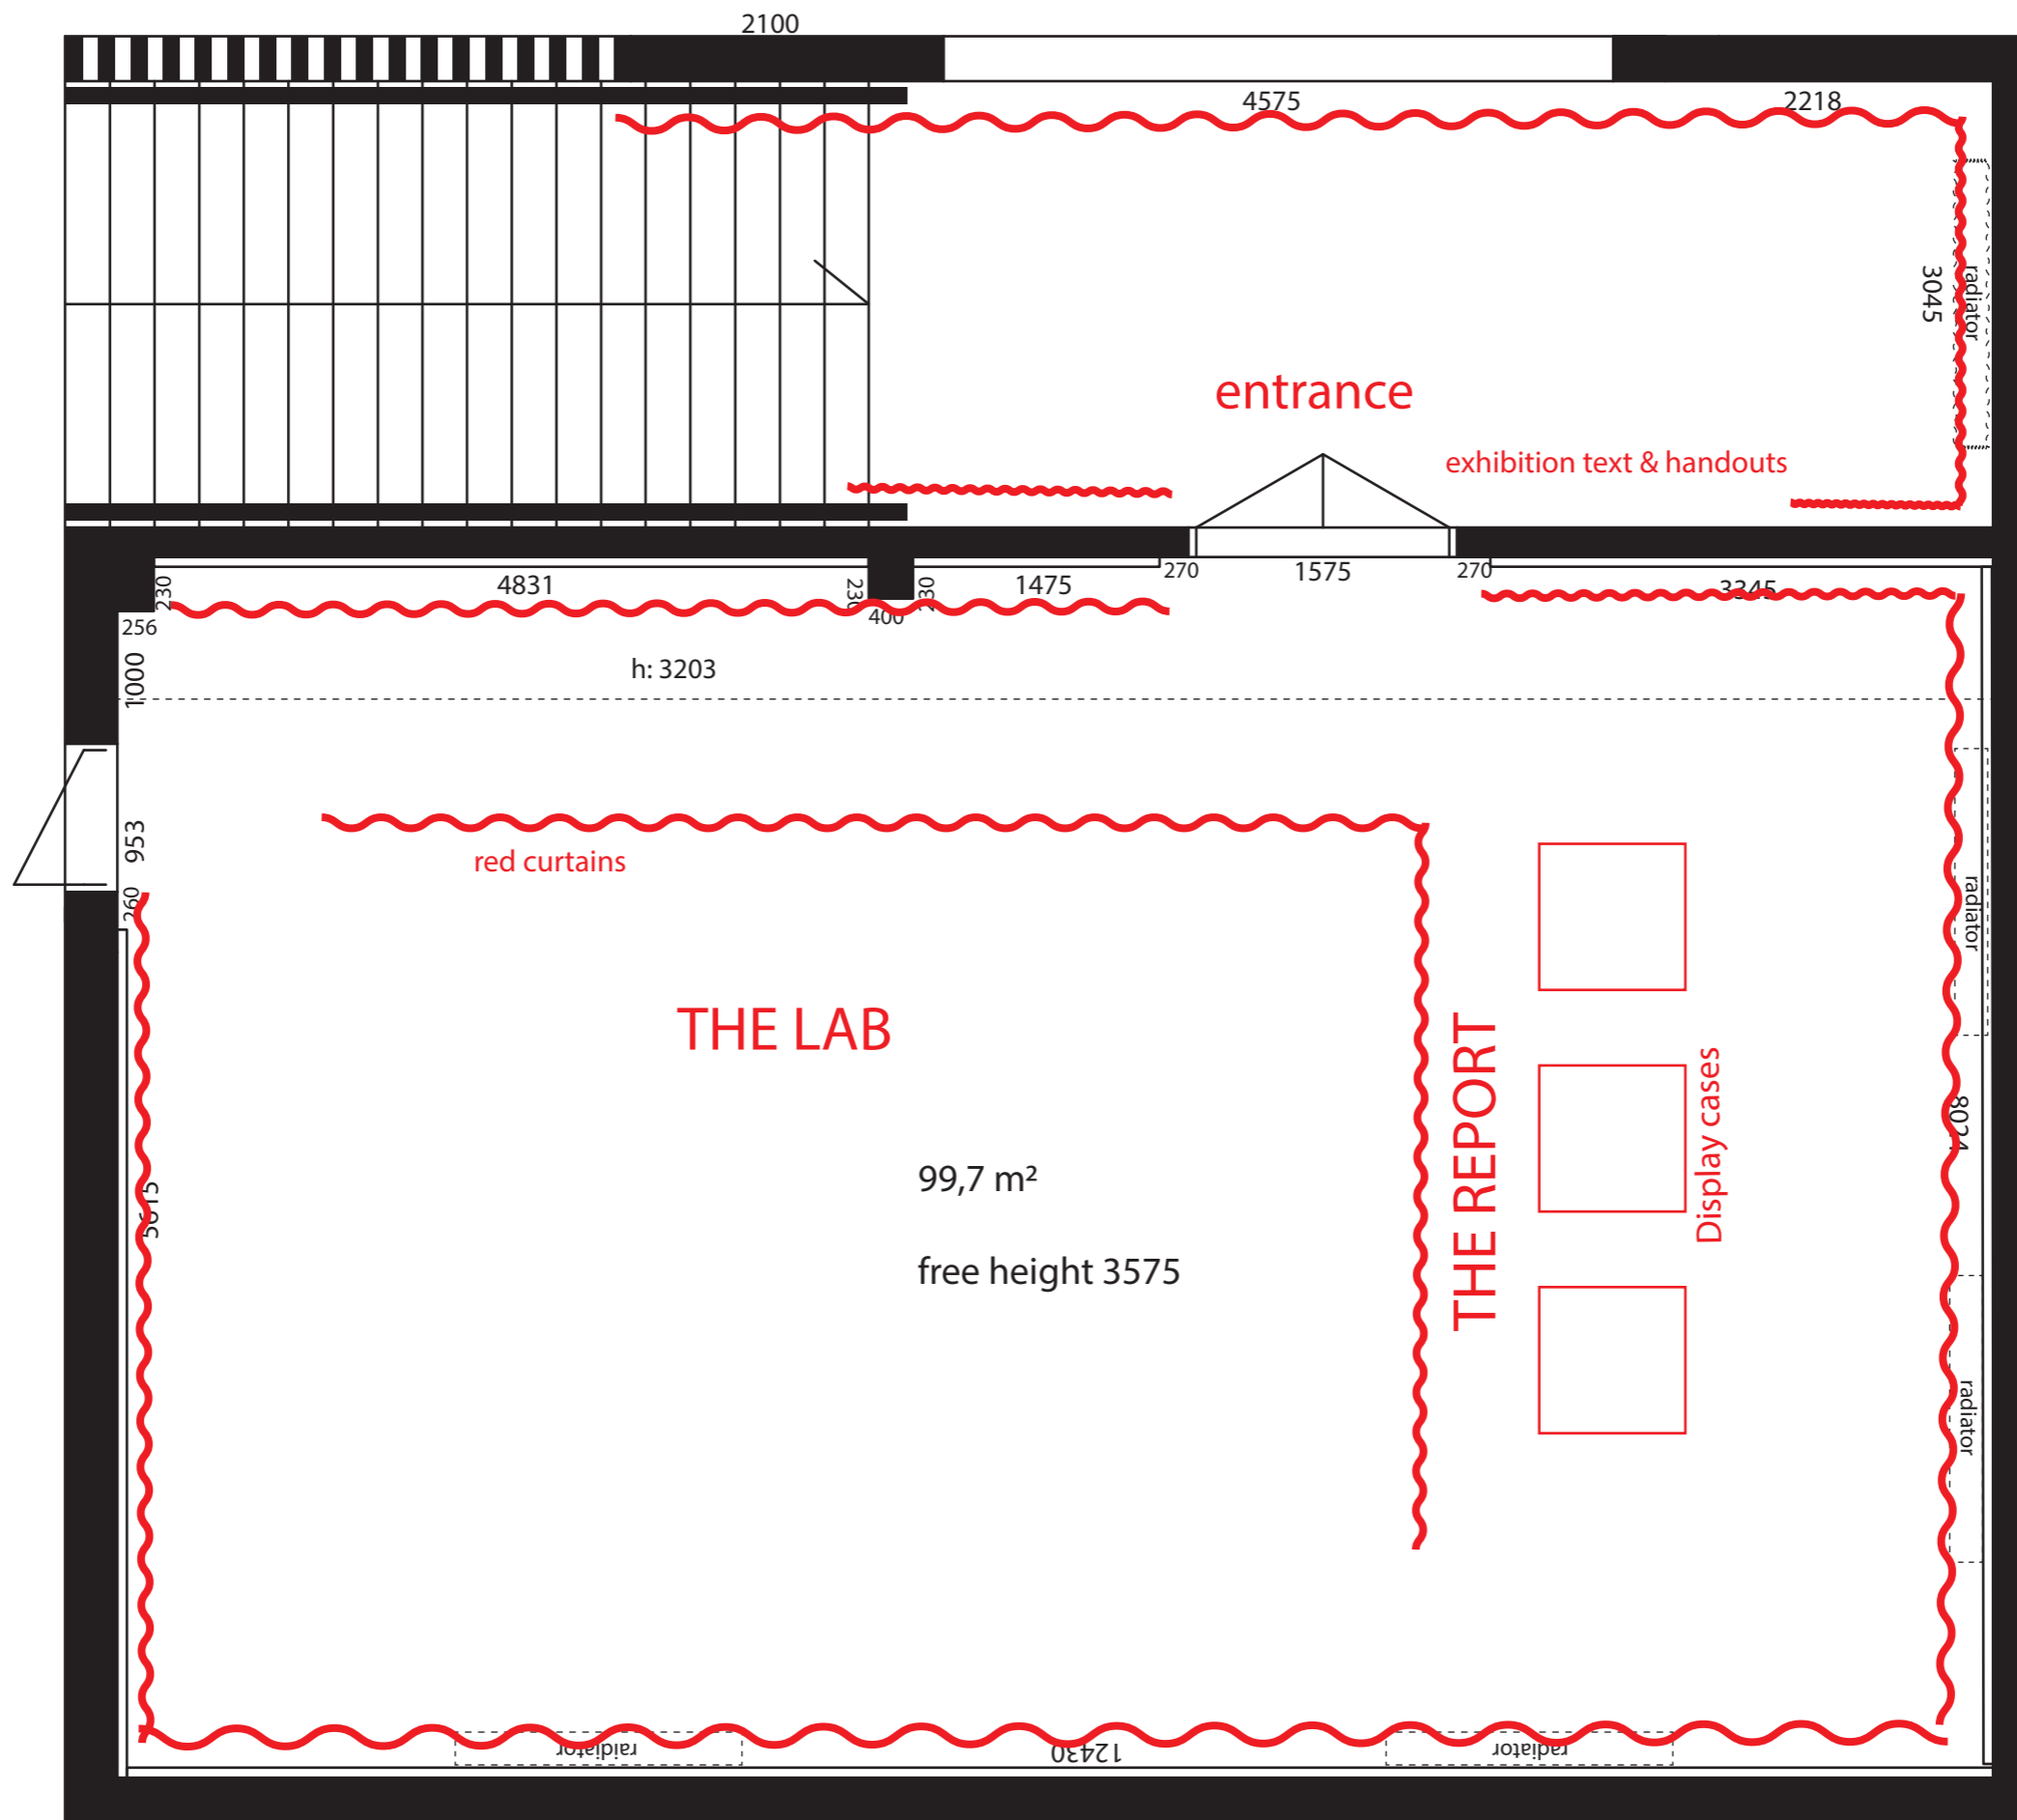 2100
4575
2218
3045
radiator
entrance
exhibition text & handouts
230
4831
230
400
230
1475
270
1575
270
3345
256
1000
h: 3203
953
260
red curtains
radiator
THE LAB
THE REPORT
Display cases
8024
99,7 m²
5615
free height 3575
radiator
raidiator
12430
radiator